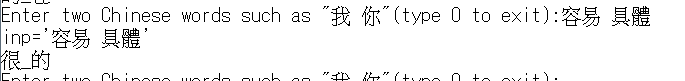 Enter two Chinese words such as "我 你"(type 0 to exit):容易 具體
inp='容易 具體'
很_的
Enter two Chinese words such as "我 你"(type 0 to exit):